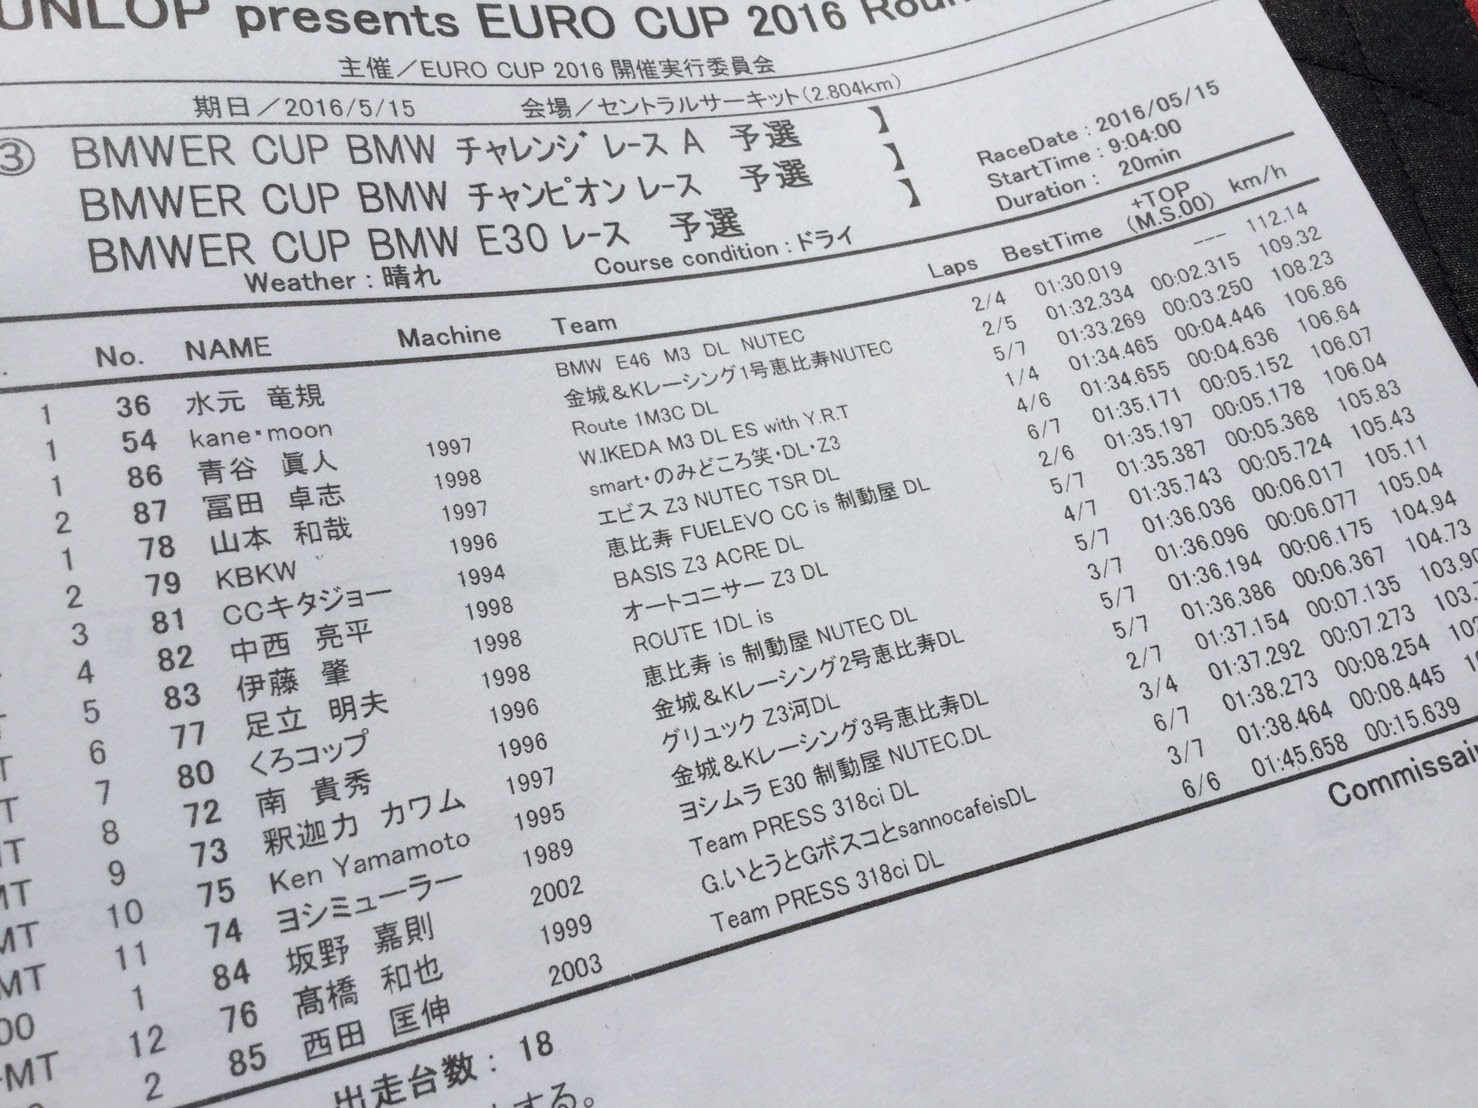 UNLOP presents EURO CUP 2016 Roun
主催／EURO CUP 2016 開催実行委員会
期日／2016/5/15 会場／セントラルサーキット(2.804km)
③ BMWER CUP BMW チャレンジ レース A 予選 】
BMWER CUP BMW チャンピオン レース 予選 】
BMWER CUP BMW E30 レース 予選 】
RaceDate : 2016/05/15
StartTime : 9:04:00
Duration : 20min
Weather : 晴れ Course condition : ドライ
No. NAME Machine Team Laps BestTime +TOP (M.S.00) km/h
1 36 水元 竜規 BMW E46 M3 DL NUTEC 2/4 01:30.019 --- 112.14
1 54 kane・moon 金城&Kレーシング1号恵比寿NUTEC 2/5 01:32.334 00:02.315 109.32
1 86 青谷 眞人 1997 Route 1M3C DL 5/7 01:33.269 00:03.250 108.23
2 87 冨田 卓志 1998 W.IKEDA M3 DL ES with Y.R.T 1/4 01:34.465 00:04.446 106.86
1 78 山本 和哉 1997 smart・のみどころ笑・DL・Z3 4/6 01:34.655 00:04.636 106.64
2 79 KBKW 1996 エビス Z3 NUTEC TSR DL 6/7 01:35.171 00:05.152 106.07
3 81 CCキタジョー 1994 恵比寿 FUELEVO CC is 制動屋 DL 2/6 01:35.197 00:05.178 106.04
4 82 中西 亮平 1998 BASIS Z3 ACRE DL 5/7 01:35.387 00:05.368 105.83
5 83 伊藤 肇 1998 オートコニサー Z3 DL 4/7 01:35.743 00:05.724 105.43
6 77 足立 明夫 1998 ROUTE 1DL is 5/7 01:36.036 00:06.017 105.11
7 80 くろコップ 1996 恵比寿 is 制動屋 NUTEC DL 3/7 01:36.096 00:06.077 105.04
8 72 南 貴秀 1996 金城&Kレーシング2号恵比寿DL 5/7 01:36.194 00:06.175 104.94
9 73 釈迦力 カワム 1997 グリュック Z3河DL 5/7 01:36.386 00:06.367 104.73
MT 10 75 Ken Yamamoto 1995 金城&Kレーシング3号恵比寿DL 2/7 01:37.154 00:07.135 103.90
MT 11 74 ヨシミューラー 1989 ヨシムラ E30 制動屋 NUTEC.DL 3/4 01:37.292 00:07.273 103.
00 1 84 坂野 嘉則 2002 Team PRESS 318ci DL 6/7 01:38.273 00:08.254 102
MT 12 76 髙橋 和也 1999 G.いとうとGボスコとsannocafeisDL 3/7 01:38.464 00:08.445
2 85 西田 匡伸 2003 Team PRESS 318ci DL 6/6 01:45.658 00:15.639
出走台数 : 18 Commissair
する。